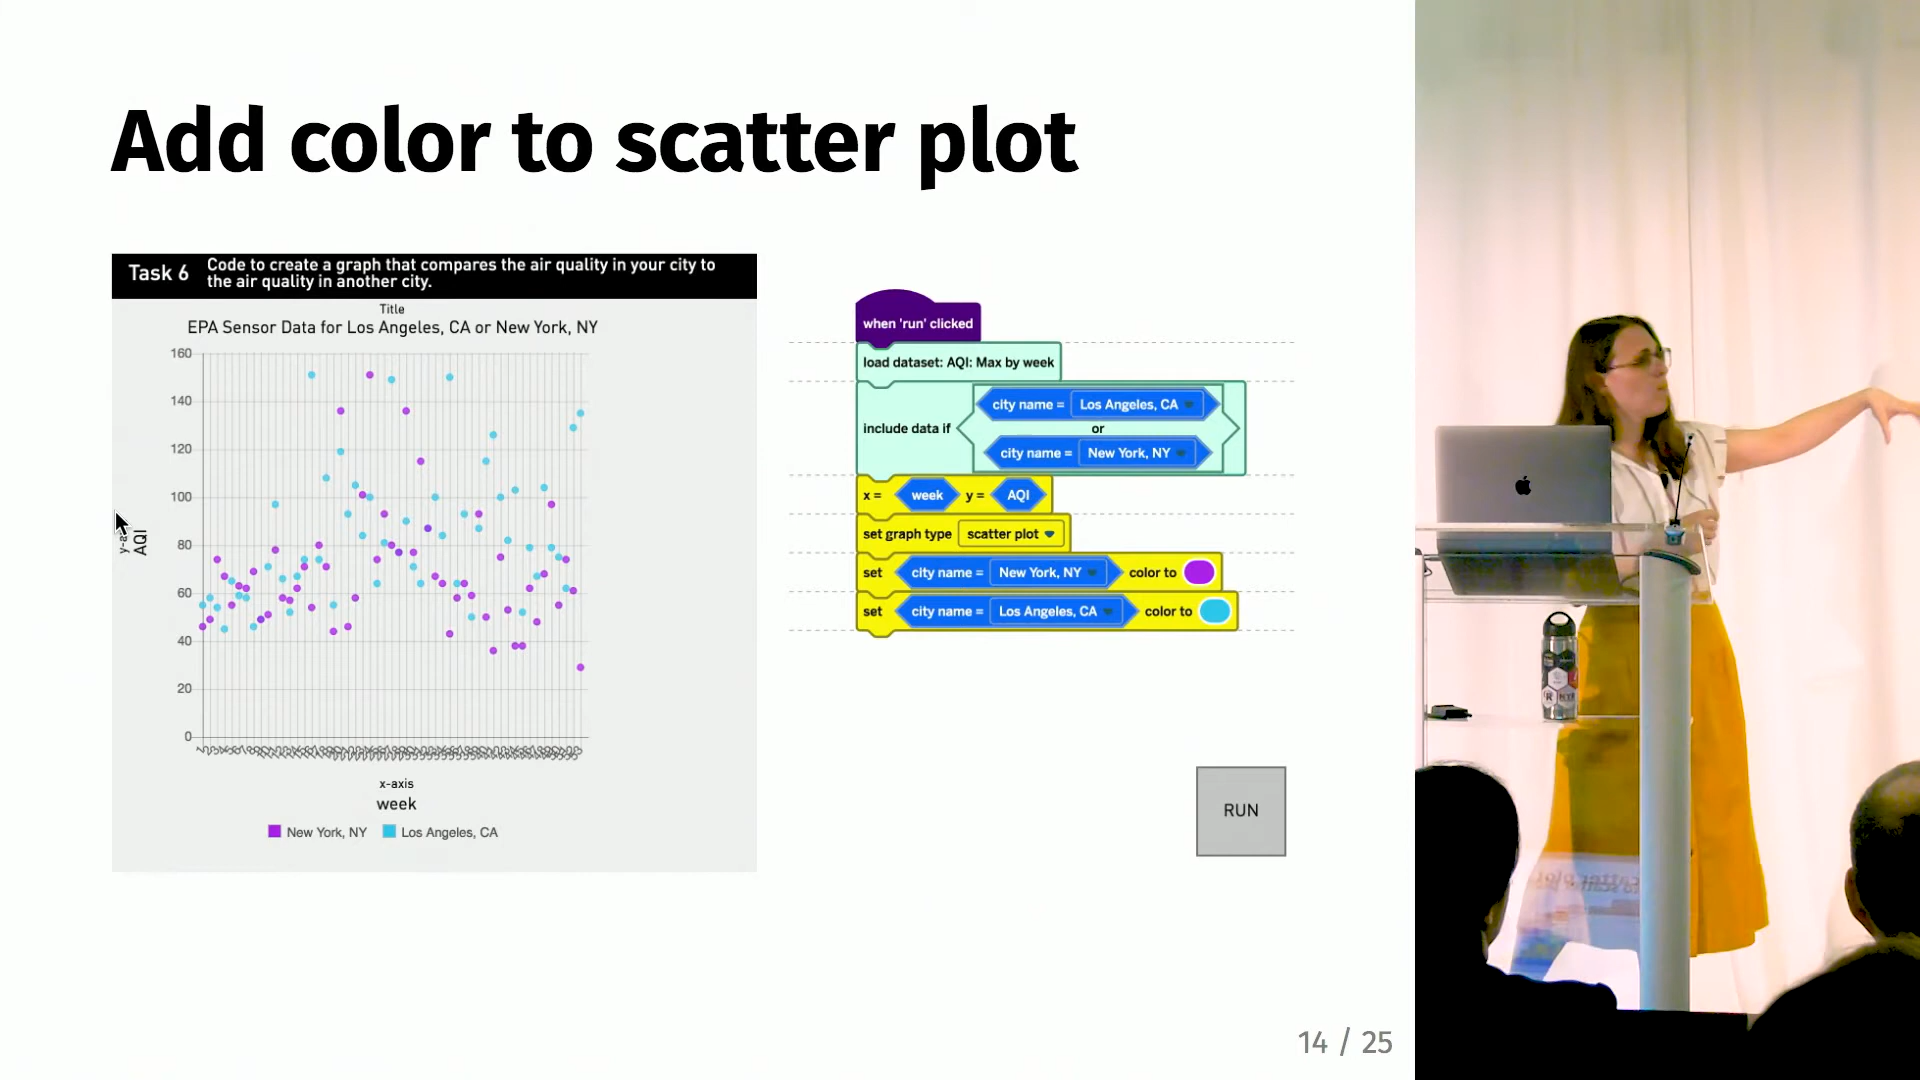 Add color to scatter plot
Task 6
Code to create a graph that compares the air quality in your city to
the air quality in another city.
Title
EPA Sensor Data for Los Angeles, CA or New York, NY
160
140
120
100
80
60
40
20
0
AQI
x-axis
week
New York, NY
Los Angeles, CA
when 'run' clicked
load dataset: AQI: Max by week
include data if
city name = Los Angeles, CA
or
city name = New York, NY
x = week y = AQI
set graph type scatter plot
set city name = New York, NY color to
set city name = Los Angeles, CA color to
RUN
14 / 25